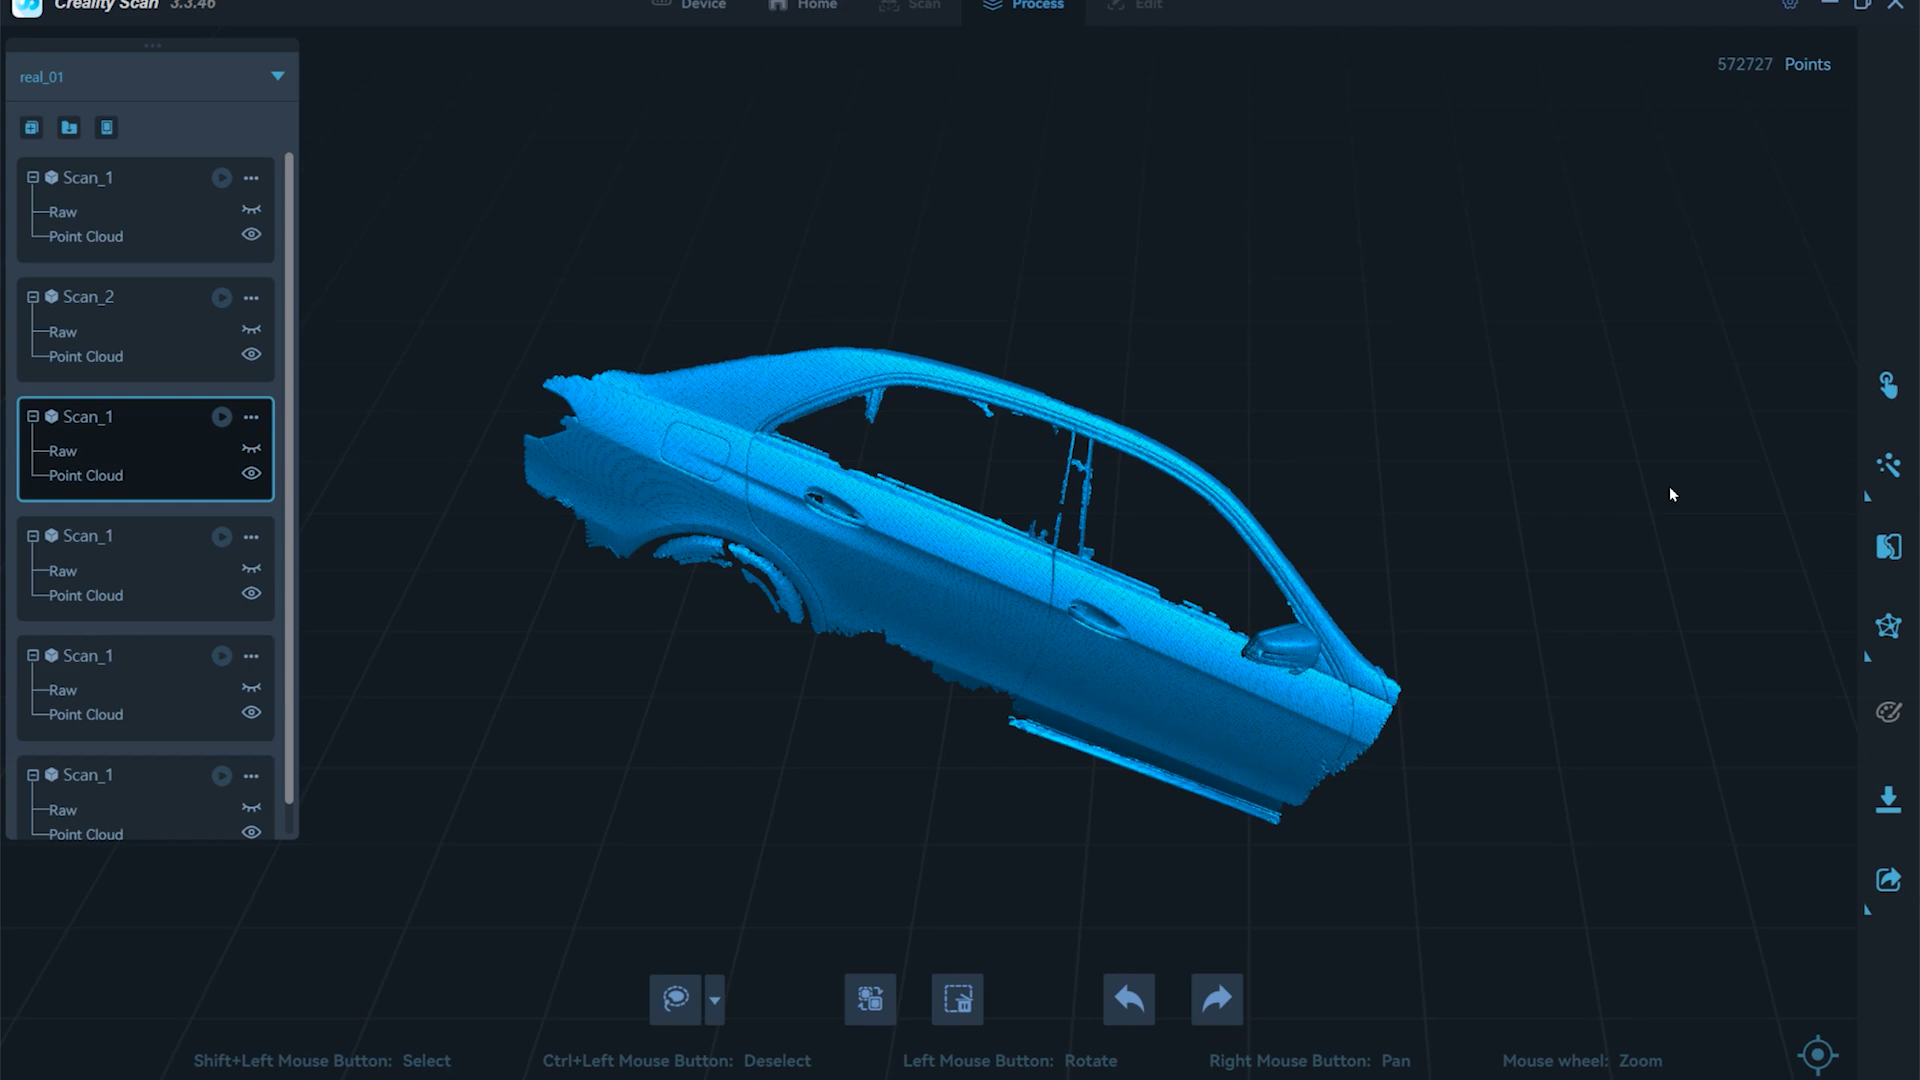 Creality Scan 3.3.46
Device
Home
Scan
Process
Edit
real_01
572727 Points
Scan_1
Raw
Point Cloud
Scan_2
Raw
Point Cloud
Scan_1
Raw
Point Cloud
Scan_1
Raw
Point Cloud
Scan_1
Raw
Point Cloud
Scan_1
Raw
Point Cloud
Shift+Left Mouse Button: Select
Ctrl+Left Mouse Button: Deselect
Left Mouse Button: Rotate
Right Mouse Button: Pan
Mouse wheel: Zoom